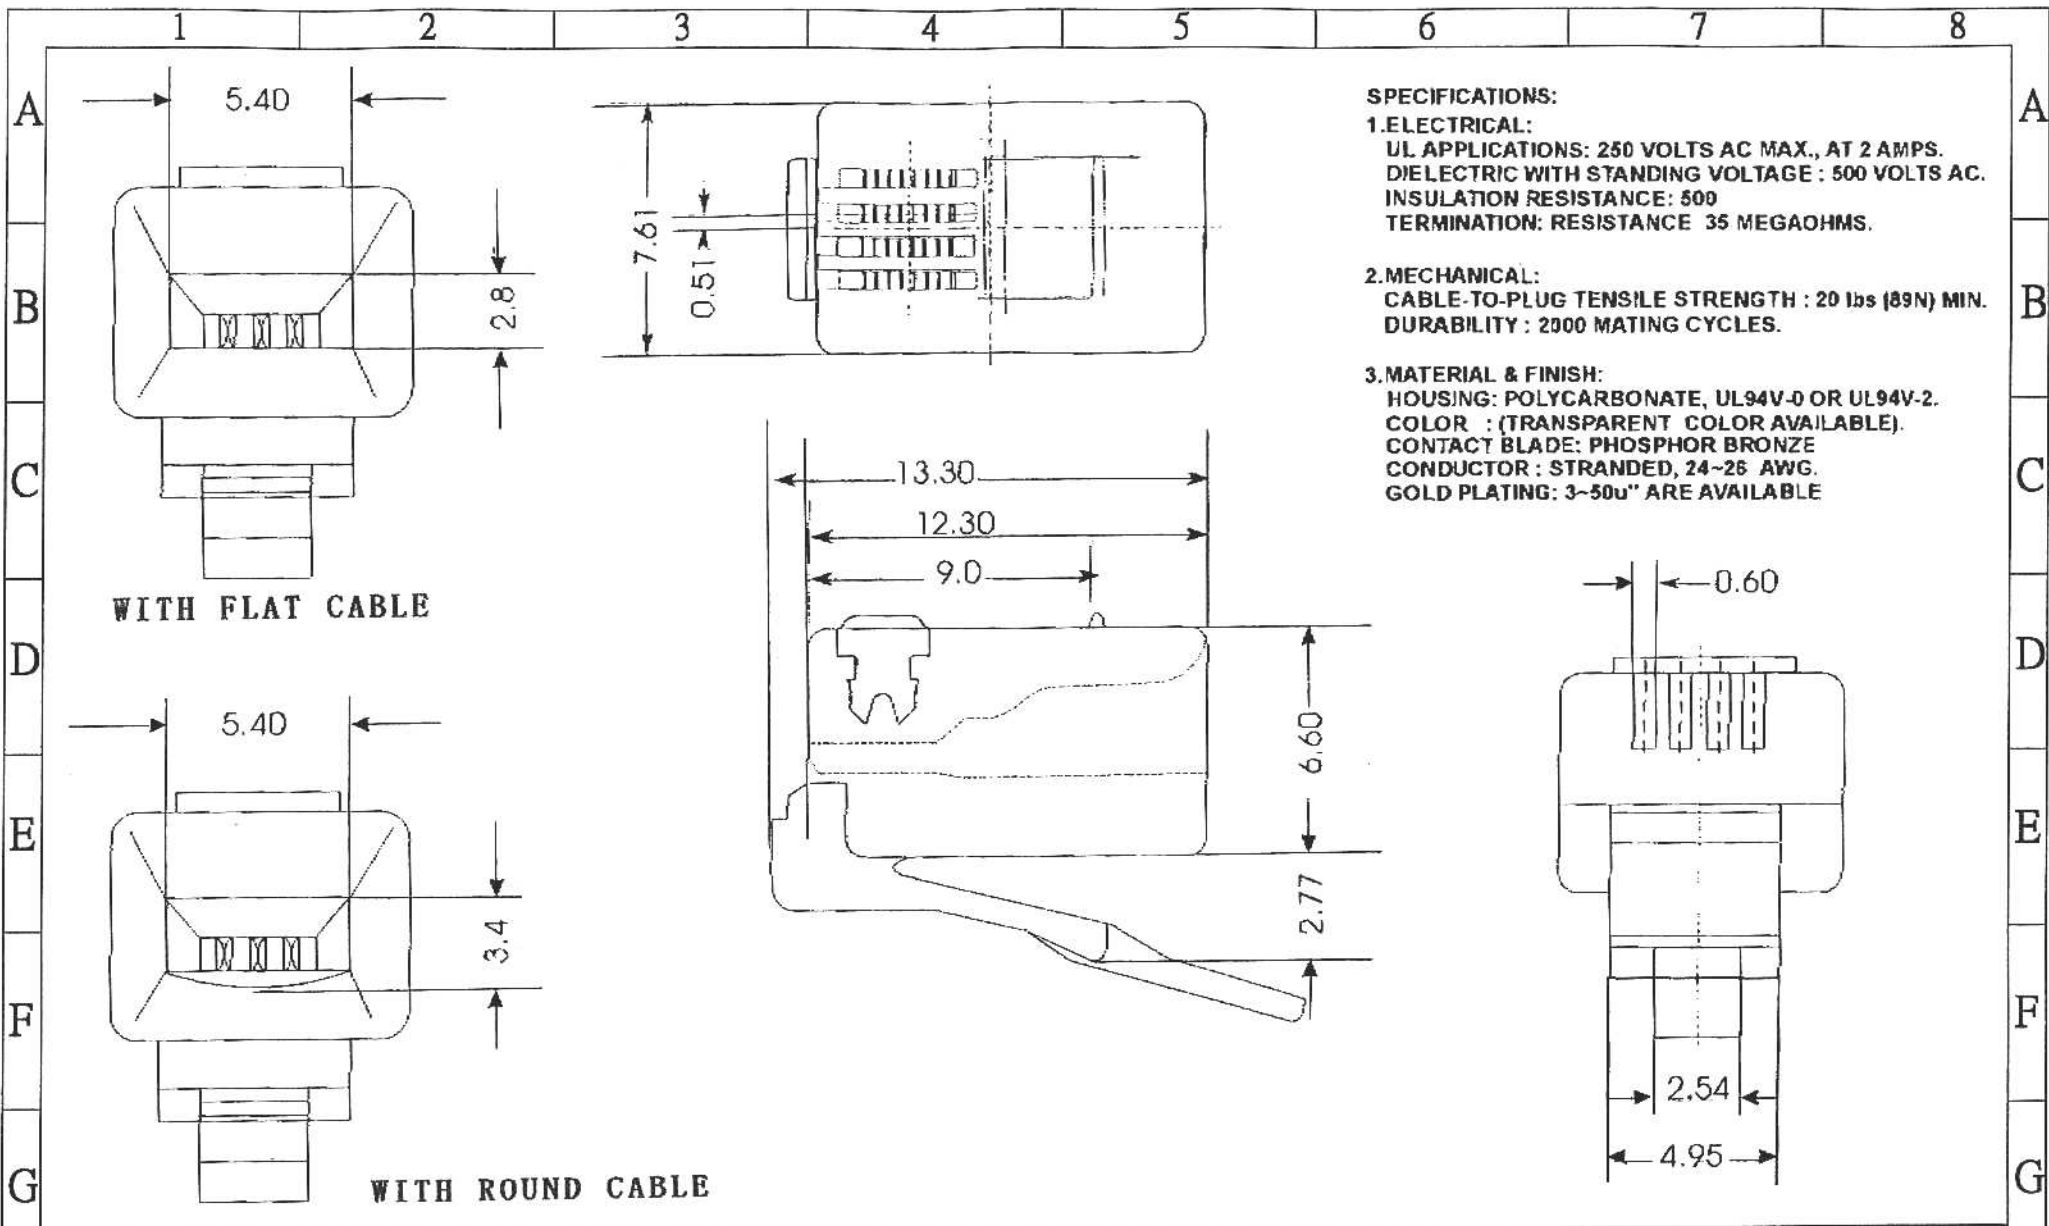 1 2 3 4 5 6 7 8
A A
B B
C C
D D
E E
F F
G G
5.40
2.8
WITH FLAT CABLE
5.40
3.4
WITH ROUND CABLE
7.61
0.51
13.30
12.30
9.0
6.60
2.77
SPECIFICATIONS:
1.ELECTRICAL:
UL APPLICATIONS: 250 VOLTS AC MAX., AT 2 AMPS.
DIELECTRIC WITH STANDING VOLTAGE : 500 VOLTS AC.
INSULATION RESISTANCE: 500
TERMINATION: RESISTANCE 35 MEGAOHMS.
2.MECHANICAL:
CABLE-TO-PLUG TENSILE STRENGTH : 20 lbs (89N) MIN.
DURABILITY : 2000 MATING CYCLES.
3.MATERIAL & FINISH:
HOUSING: POLYCARBONATE, UL94V-0 OR UL94V-2.
COLOR : (TRANSPARENT COLOR AVAILABLE).
CONTACT BLADE: PHOSPHOR BRONZE
CONDUCTOR : STRANDED, 24~26 AWG.
GOLD PLATING: 3~50u" ARE AVAILABLE
0.60
2.54
4.95